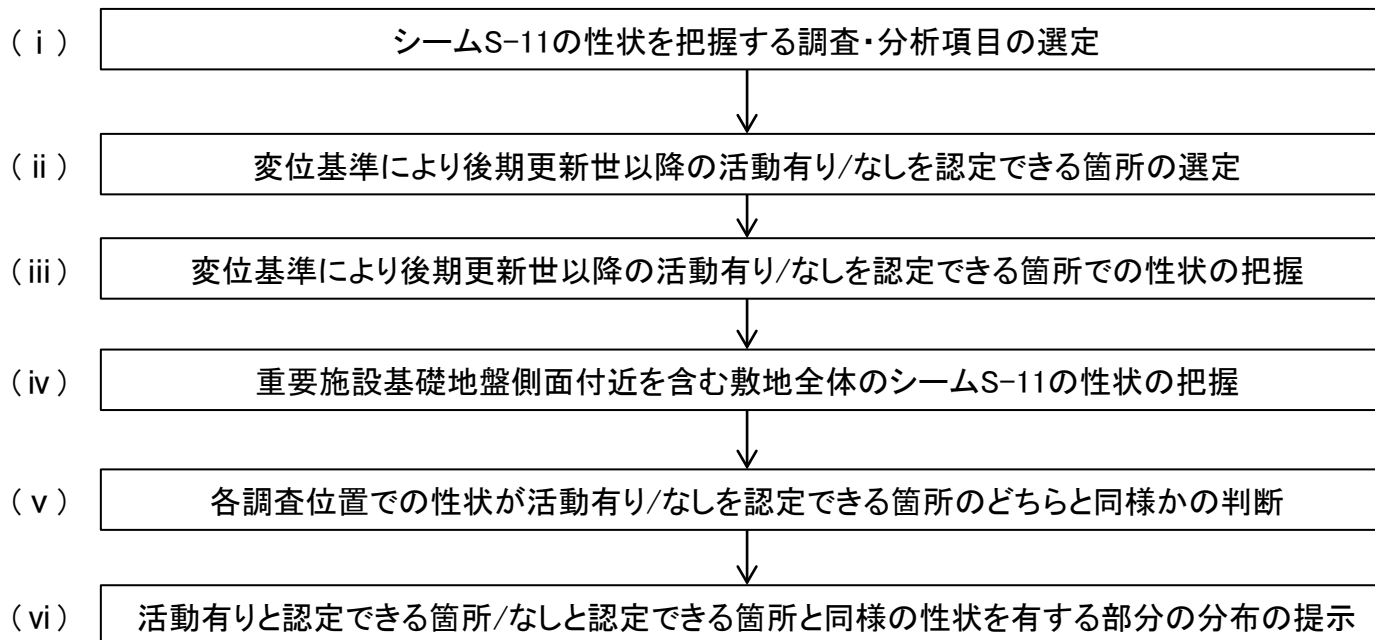 ( ⅰ ) シームS-11の性状を把握する調査・分析項目の選定
( ⅱ ) 変位基準により後期更新世以降の活動有り/なしを認定できる箇所の選定
( ⅲ ) 変位基準により後期更新世以降の活動有り/なしを認定できる箇所での性状の把握
( ⅳ ) 重要施設基礎地盤側面付近を含む敷地全体のシームS-11の性状の把握
( ⅴ ) 各調査位置での性状が活動有り/なしを認定できる箇所のどちらと同様かの判断
( ⅵ ) 活動有りと認定できる箇所/なしと認定できる箇所と同様の性状を有する部分の分布の提示